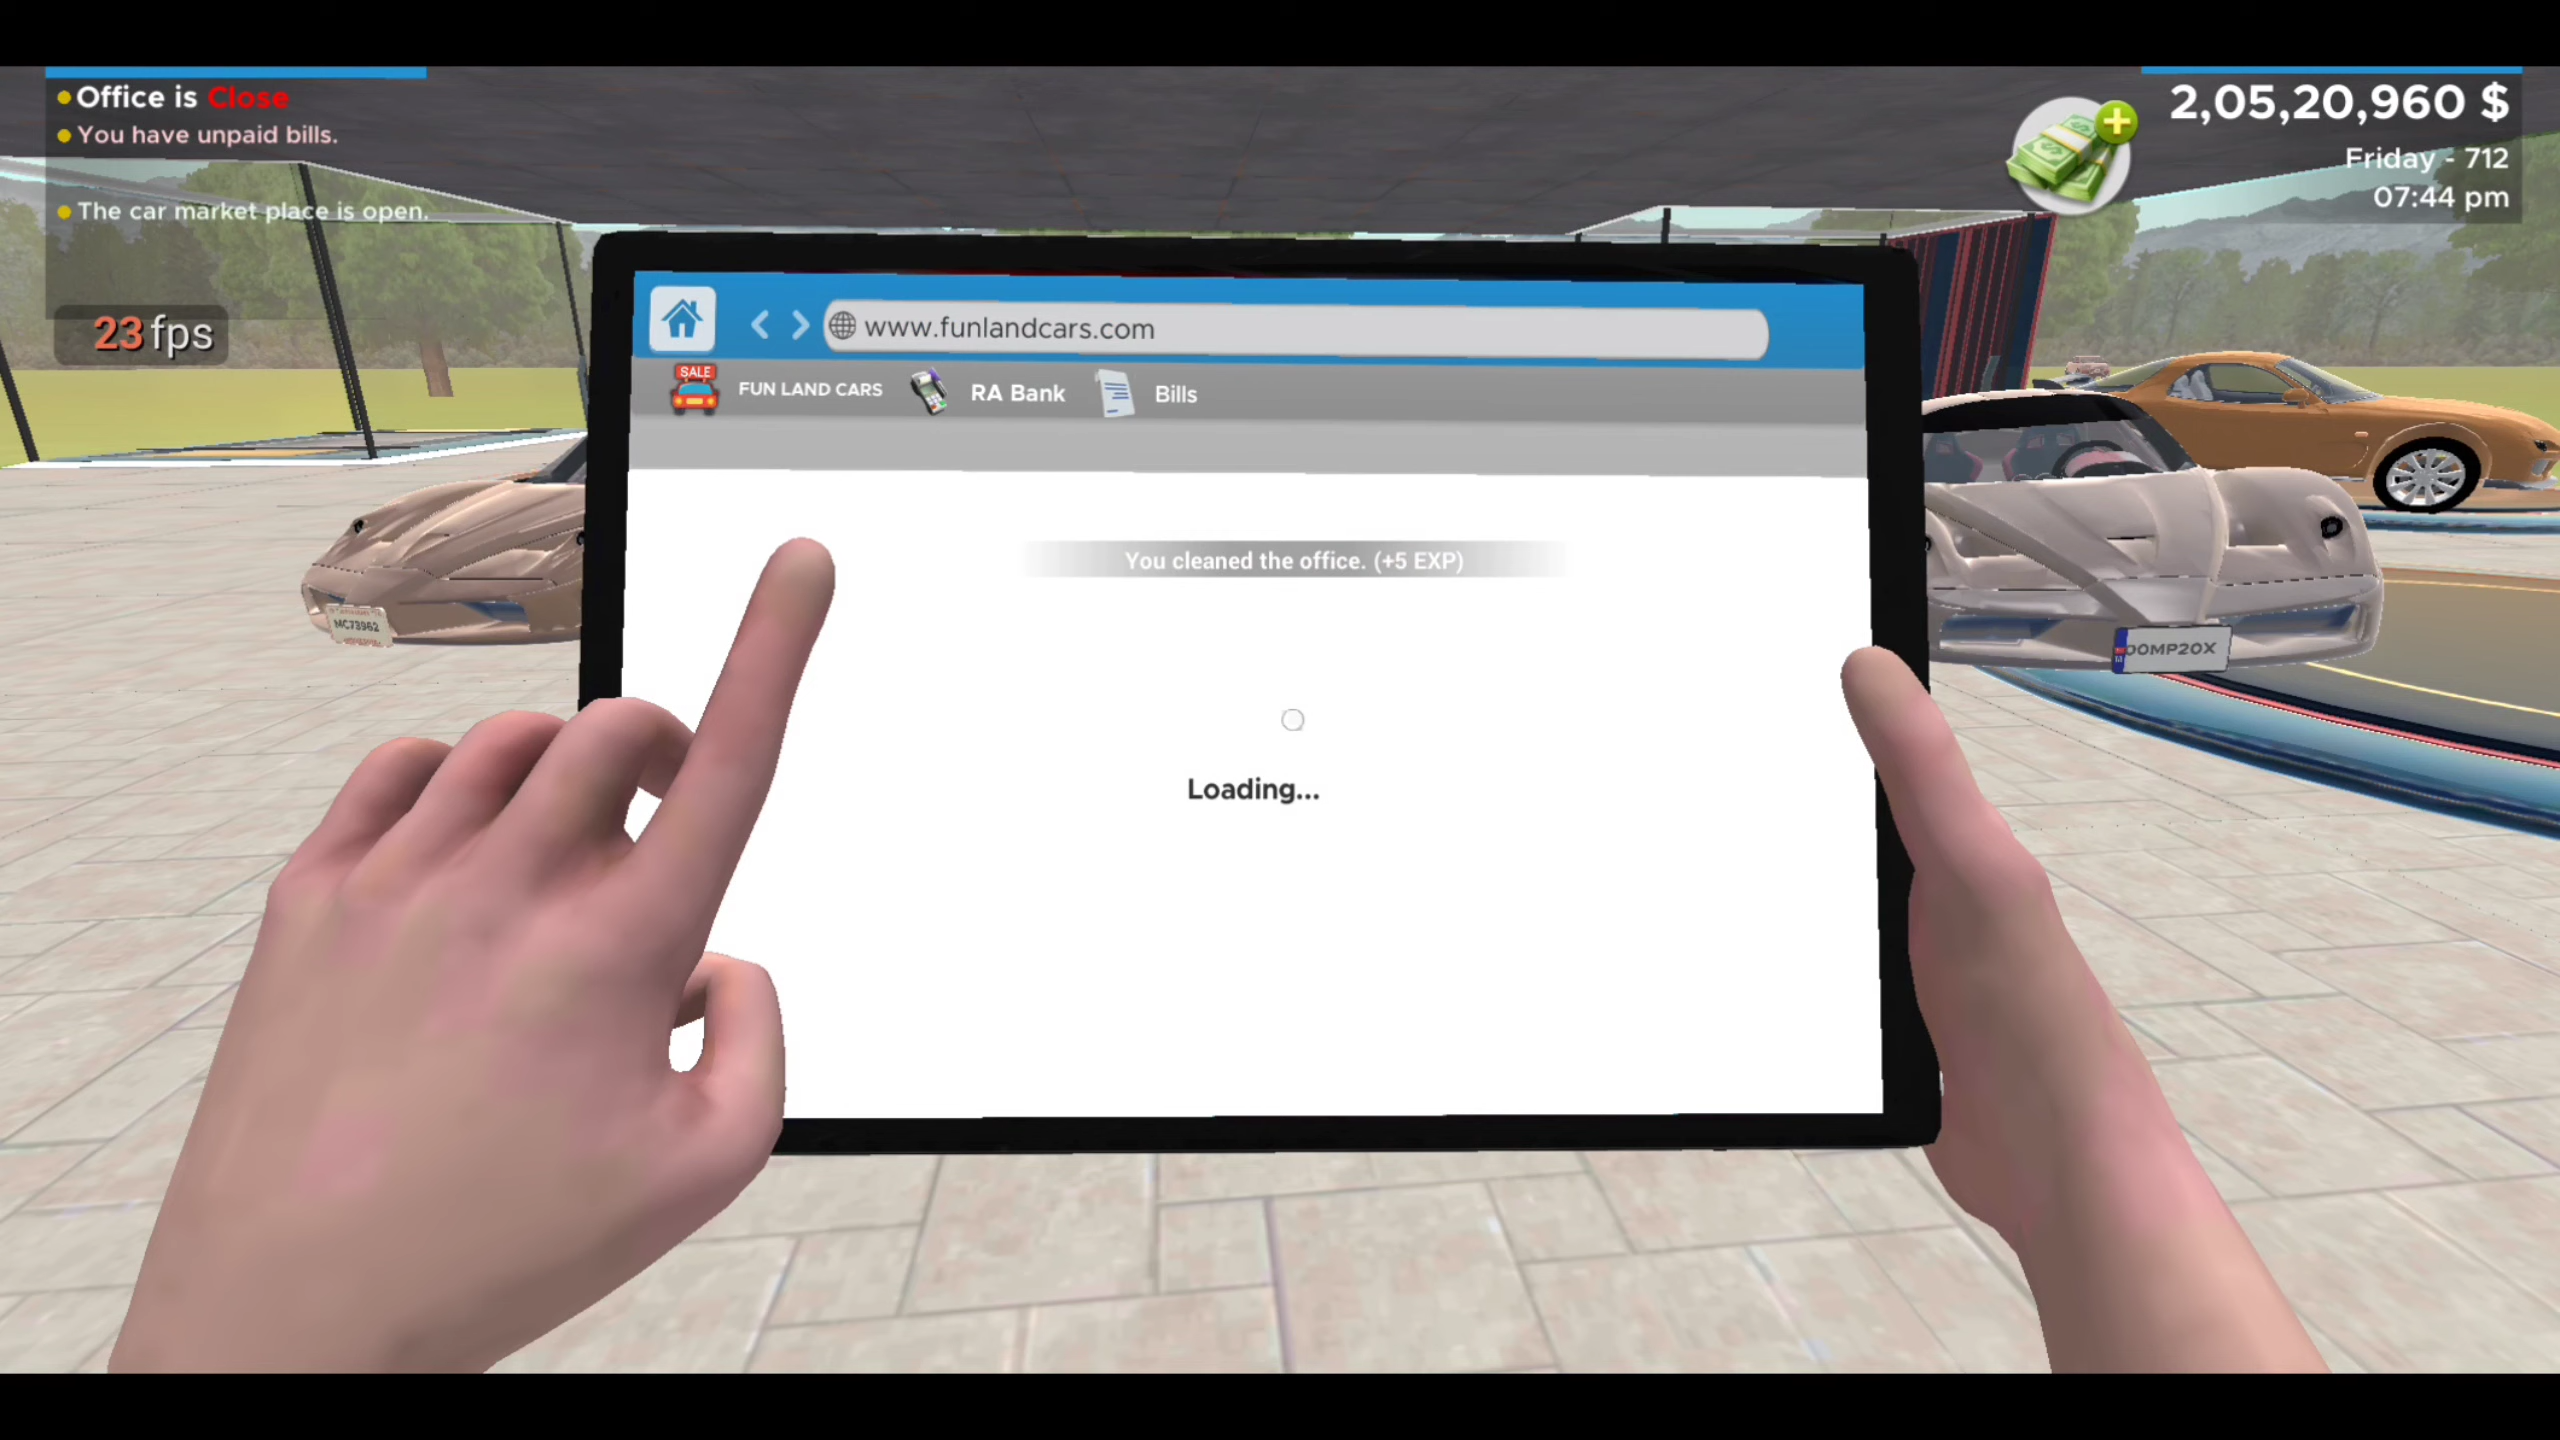 Office is Close
You have unpaid bills.
The car market place is open.
23 fps
2,05,20,960 $
Friday - 712
07:44 pm
www.funlandcars.com
SALE
FUN LAND CARS
RA Bank
Bills
You cleaned the office. (+5 EXP)
Loading...
MC73962
OOMP20X